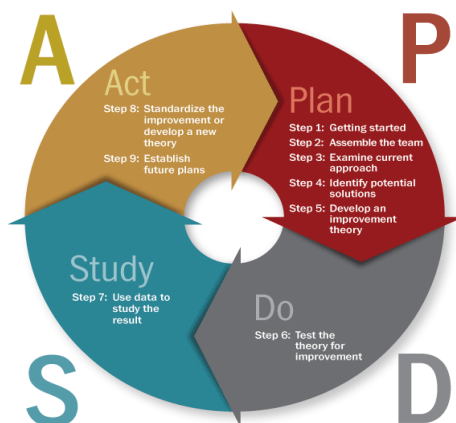 A
P
Act
Step 8: Standardize the
improvement or
develop a new
theory
Step 9: Establish
future plans
Plan
Step 1: Getting started
Step 2: Assemble the team
Step 3: Examine current
approach
Step 4: Identify potential
solutions
Step 5: Develop an
improvement
theory
Study
Step 7: Use data to
study the
result
Do
Step 6: Test the
theory for
improvement
S
D